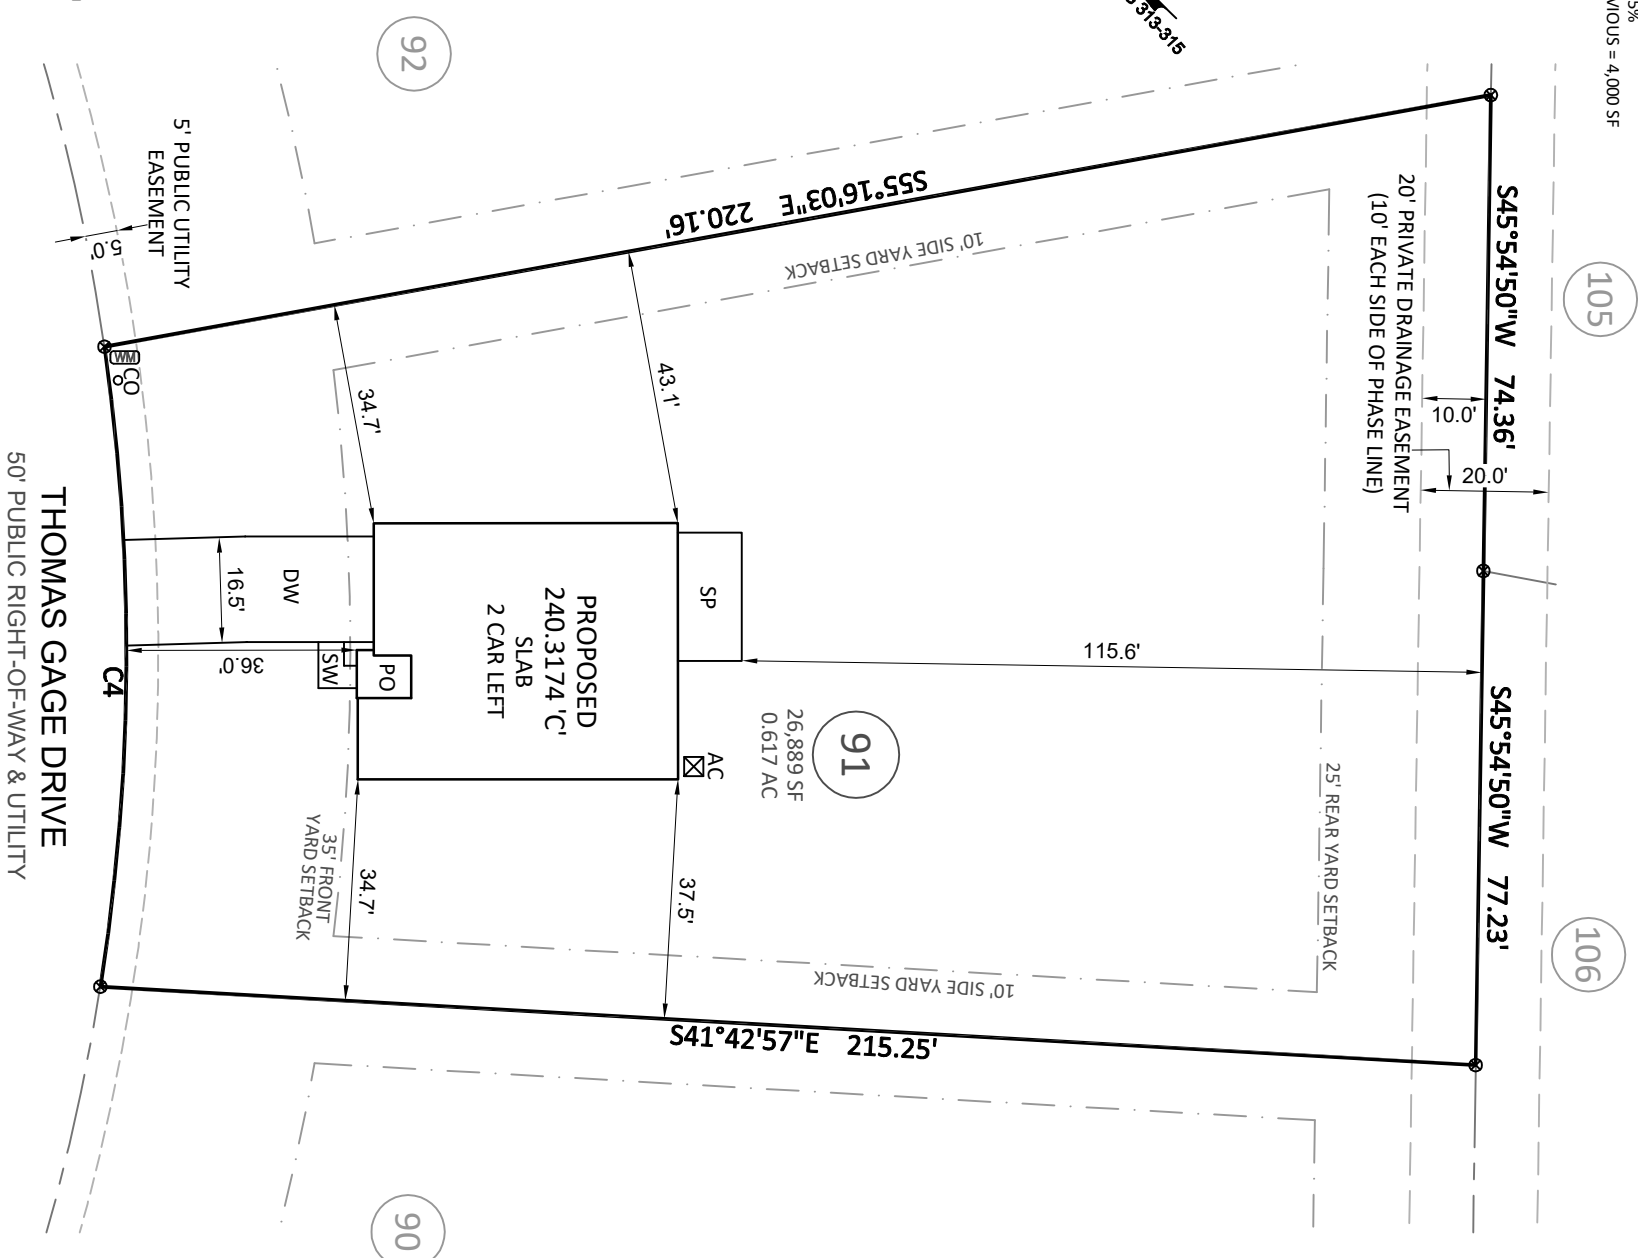 5%
VIOUS = 4,000 SF
313-315
92
105
106
90
S45°54'50"W 74.36'
S45°54'50"W 77.23'
20' PRIVATE DRAINAGE EASEMENT
(10' EACH SIDE OF PHASE LINE)
10.0'
20.0'
S55°16'03"E 220.16'
10' SIDE YARD SETBACK
5' PUBLIC UTILITY
EASEMENT
5.0'
WM
CO
34.7'
43.1'
115.6'
25' REAR YARD SETBACK
91
26,889 SF
0.617 AC
SP
AC
PROPOSED
240.3174 'C'
SLAB
2 CAR LEFT
PO
SW
DW
16.5'
36.0'
C4
35' FRONT
YARD SETBACK
34.7'
37.5'
10' SIDE YARD SETBACK
S41°42'57"E 215.25'
THOMAS GAGE DRIVE
50' PUBLIC RIGHT-OF-WAY & UTILITY